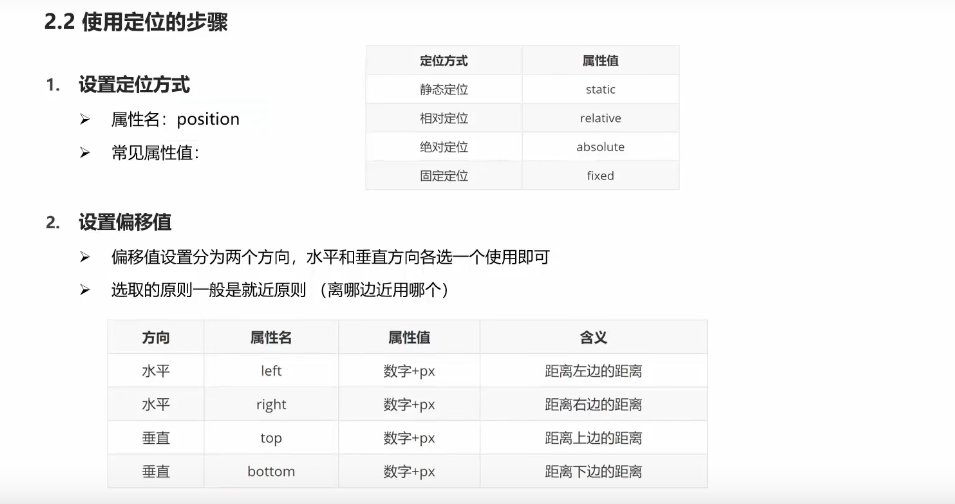 2.2 使用定位的步骤
1. 设置定位方式
➢ 属性名：position
➢ 常见属性值：
定位方式 属性值
静态定位 static
相对定位 relative
绝对定位 absolute
固定定位 fixed
2. 设置偏移值
➢ 偏移值设置分为两个方向，水平和垂直方向各选一个使用即可
➢ 选取的原则一般是就近原则 （离哪边近用哪个）
方向 属性名 属性值 含义
水平 left 数字+px 距离左边的距离
水平 right 数字+px 距离右边的距离
垂直 top 数字+px 距离上边的距离
垂直 bottom 数字+px 距离下边的距离